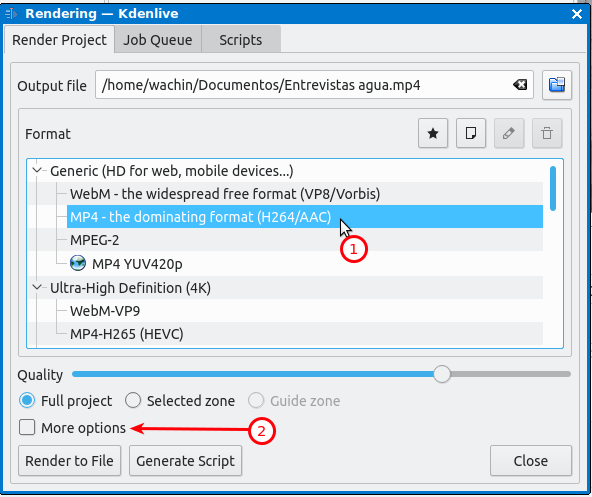 Rendering — Kdenlive
Render Project Job Queue Scripts
Output file /home/wachin/Documentos/Entrevistas agua.mp4
Format
Generic (HD for web, mobile devices...)
WebM - the widespread free format (VP8/Vorbis)
MP4 - the dominating format (H264/AAC)
1
MPEG-2
MP4 YUV420p
Ultra-High Definition (4K)
WebM-VP9
MP4-H265 (HEVC)
Quality
Full project Selected zone Guide zone
More options 2
Render to File Generate Script Close